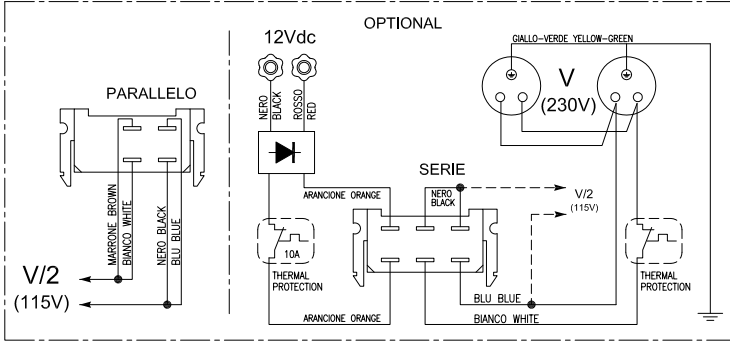 OPTIONAL
12Vdc
GIALLO-VERDE YELLOW-GREEN
PARALLELO
NERO
BLACK
ROSSO
RED
V
(230V)
SERIE
ARANCIONE ORANGE
NERO
BLACK
V/2
(115V)
MARRONE BROWN
BIANCO WHITE
NERO BLACK
BLU BLUE
10A
THERMAL
PROTECTION
THERMAL
PROTECTION
V/2
(115V)
BLU BLUE
ARANCIONE ORANGE
BIANCO WHITE